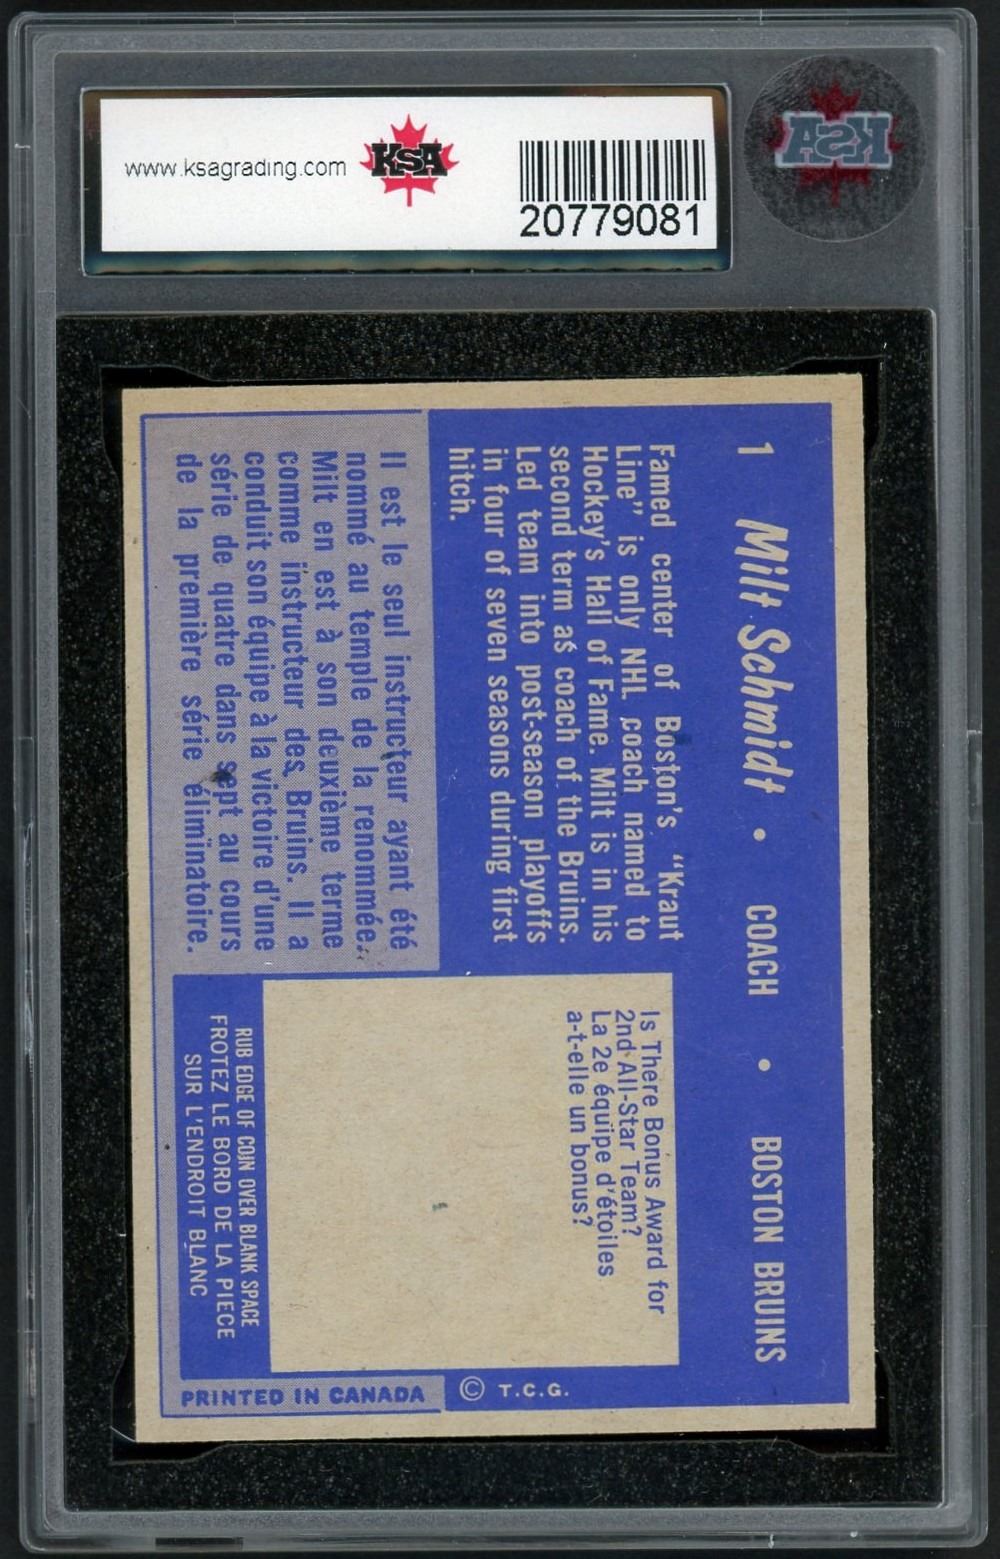 www.ksagrading.com
KSA
20779081
KSA
1 Milt Schmidt • COACH • BOSTON BRUINS
Famed center of Boston's "Kraut
Line" is only NHL coach named to
Hockey's Hall of Fame. Milt is in his
second term as coach of the Bruins.
Led team into post-season playoffs
in four of seven seasons during first
hitch.
Il est le seul instructeur ayant été
nommé au temple de la renommée.
Milt en est à son deuxième terme
comme instructeur des Bruins. Il a
conduit son équipe à la victoire d'une
série de quatre dans sept au cours
de la première série éliminatoire.
Is There Bonus Award for
2nd All-Star Team?
La 2e équipe d'étoiles
a-t-elle un bonus?
RUB EDGE OF COIN OVER BLANK SPACE
FROTEZ LE BORD DE LA PIECE
SUR L'ENDROIT BLANC
PRINTED IN CANADA
© T.C.G.